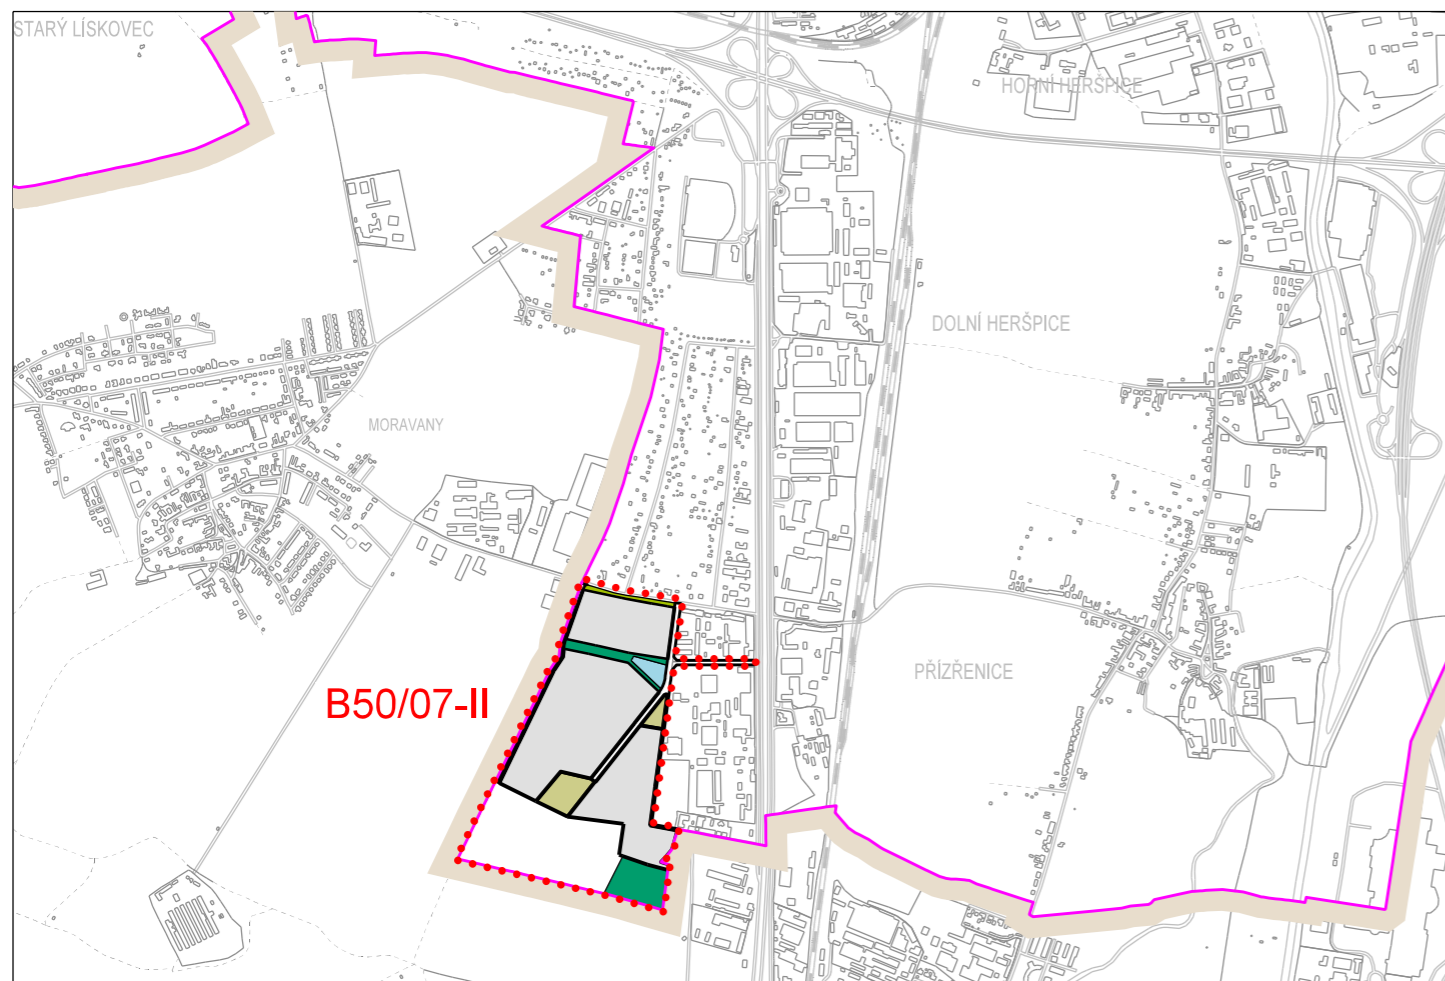 STARÝ LÍSKOVEC
HORNÍ HERŠPICE
DOLNÍ HERŠPICE
MORAVANY
PŘÍZŘENICE
B50/07-II